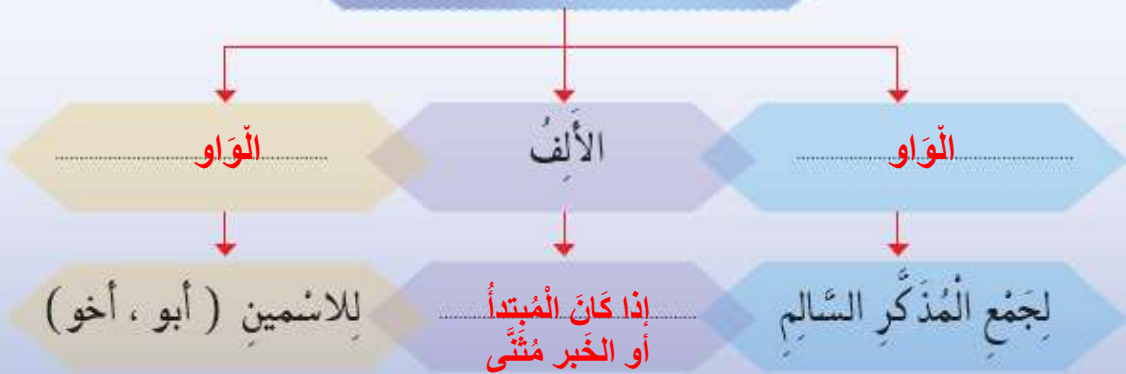 الّوَاو
الأَلِفُ
الّوَاو
لِجَمْعِ الْمُذَكَّرِ السَّالِمِ
إذا كَانَ الْمُبتدأُ
أو الخَبر مُثَنَّى
لِلاسْمينِ ( أبو ، أخو )